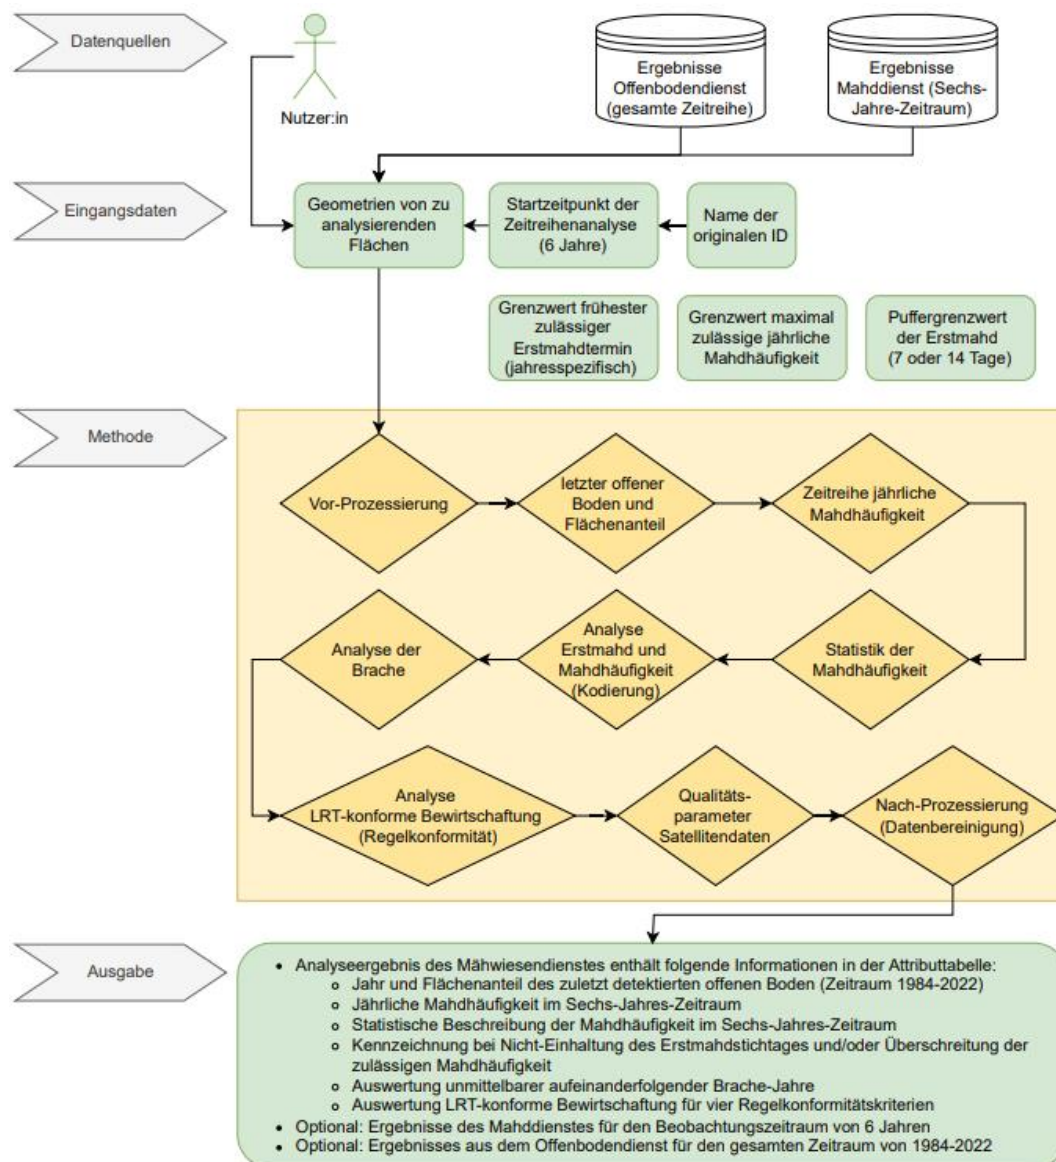 Datenquellen
Nutzer:in
Ergebnisse
Offenbodendienst
(gesamte Zeitreihe)
Ergebnisse
Mahddienst (Sechs-
Jahre-Zeitraum)
Eingangsdaten
Geometrien von zu
analysierenden
Flächen
Startzeitpunkt der
Zeitreihenanalyse
(6 Jahre)
Name der
originalen ID
Grenzwert frühester
zulässiger
Erstmahdtermin
(jahresspezifisch)
Grenzwert maximal
zulässige jährliche
Mahdhäufigkeit
Puffergrenzwert
der Erstmahd
(7 oder 14 Tage)
Methode
Vor-Prozessierung
letzter offener
Boden und
Flächenanteil
Zeitreihe jährliche
Mahdhäufigkeit
Analyse der
Brache
Analyse
Erstmahd und
Mahdhäufigkeit
(Kodierung)
Statistik der
Mahdhäufigkeit
Analyse
LRT-konforme Bewirtschaftung
(Regelkonformität)
Qualitäts-
parameter
Satellitendaten
Nach-Prozessierung
(Datenbereinigung)
Ausgabe
• Analyseergebnis des Mähwiesendienstes enthält folgende Informationen in der Attributtabelle:
o Jahr und Flächenanteil des zuletzt detektierten offenen Boden (Zeitraum 1984-2022)
o Jährliche Mahdhäufigkeit im Sechs-Jahres-Zeitraum
o Statistische Beschreibung der Mahdhäufigkeit im Sechs-Jahres-Zeitraum
o Kennzeichnung bei Nicht-Einhaltung des Erstmahdstichtages und/oder Überschreitung der
zulässigen Mahdhäufigkeit
o Auswertung unmittelbarer aufeinanderfolgender Brache-Jahre
o Auswertung LRT-konforme Bewirtschaftung für vier Regelkonformitätskriterien
• Optional: Ergebnisse des Mahddienstes für den Beobachtungszeitraum von 6 Jahren
• Optional: Ergebnisses aus dem Offenbodendienst für den gesamten Zeitraum von 1984-2022